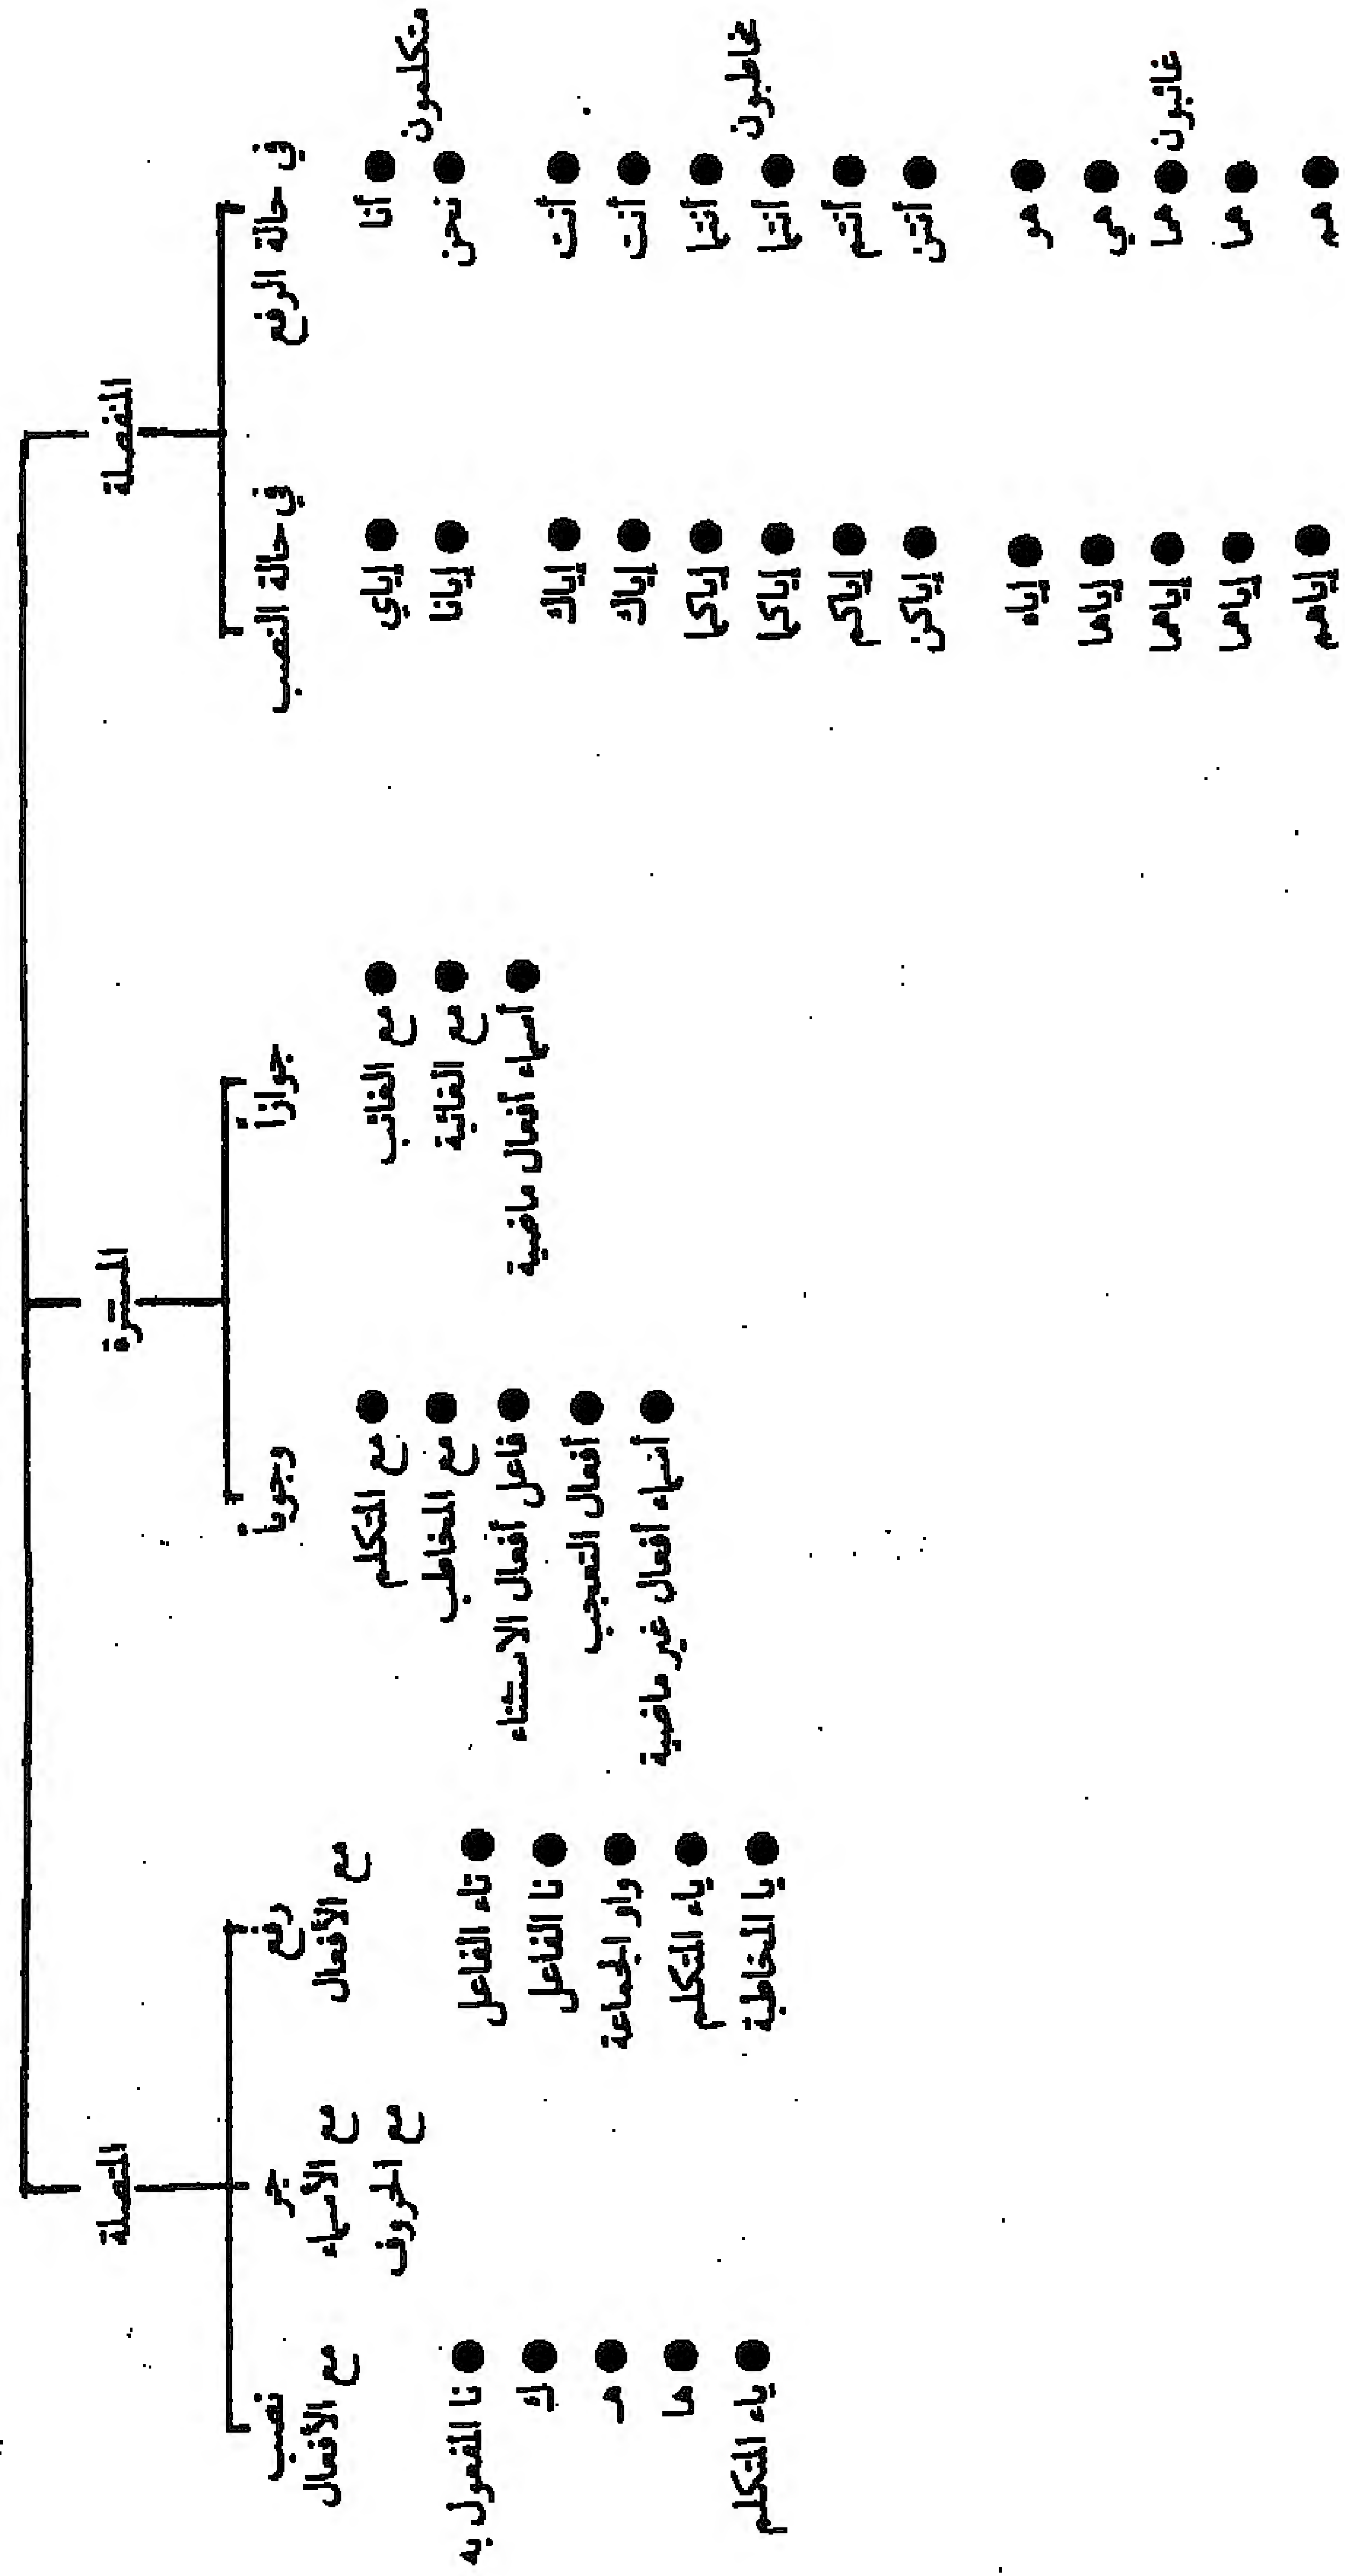 المنفصلة
في حالة الرفع
أنا
نحن
متكلمون
أنت
أنت
أنتما
أنتما
أنتم
أنتن
مخاطبون
هو
هي
هما
هما
هم
غائبون
في حالة النصب
إياي
إيانا
إياك
إياك
إياكما
إياكما
إياكم
إياكن
إياه
إياها
إياهما
إياهما
إياهم
المستترة
جوازاً
مع الغائب
مع الغائبة
أسماء أفعال ماضية
وجوباً
مع المتكلم
مع المخاطب
فاعل أفعال الاستثناء
أفعال التعجب
أسماء أفعال غير ماضية
المتصلة
رفع
مع الأفعال
تاء الفاعل
نا الفاعل
واو الجماعة
ياء المتكلم
يا المخاطبة
جر
مع الأسماء
مع الحروف
نصب
مع الأفعال
نا المفعول به
ك
هـ
ها
ياء المتكلم